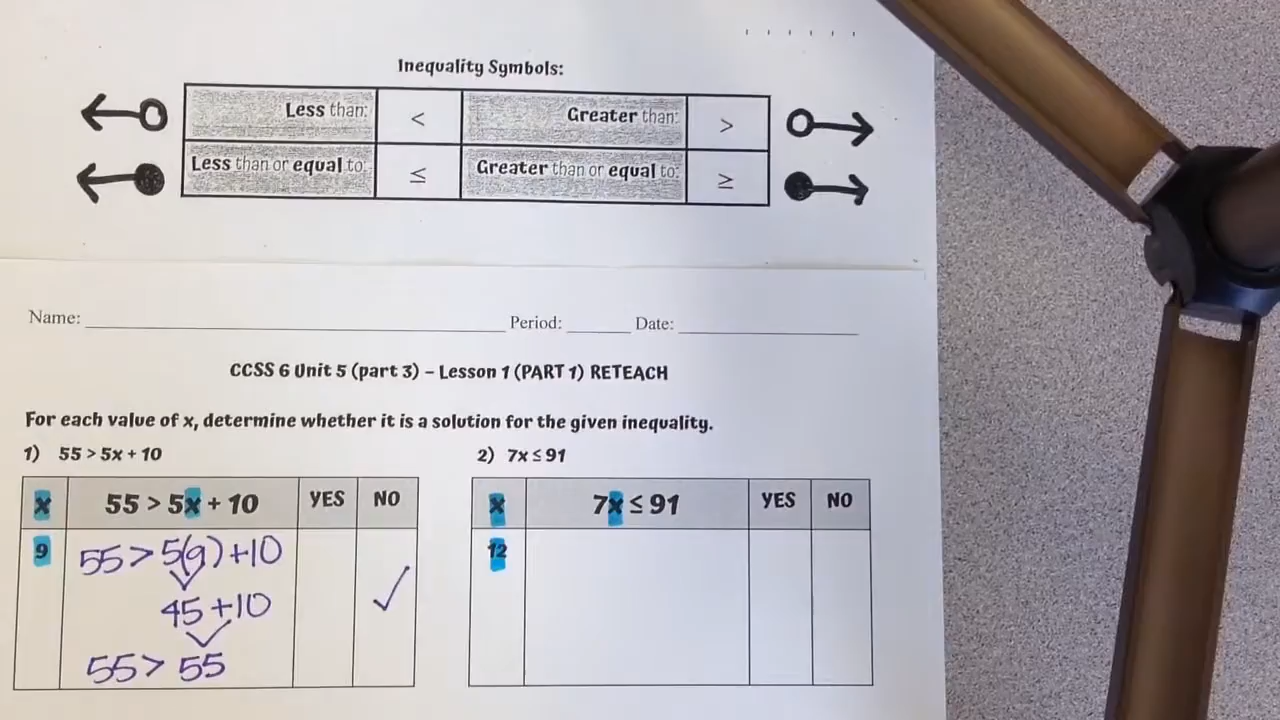 Inequality Symbols:
Less than: < Greater than: >
Less than or equal to: ≤ Greater than or equal to: ≥
Name: Period: Date:
CCSS 6 Unit 5 (part 3) – Lesson 1 (PART 1) RETEACH
For each value of x, determine whether it is a solution for the given inequality.
1) 55 > 5x + 10
x 55 > 5x + 10 YES NO
9 55 > 5(9) + 10 ✓
45 + 10
55 > 55
2) 7x ≤ 91
x 7x ≤ 91 YES NO
12